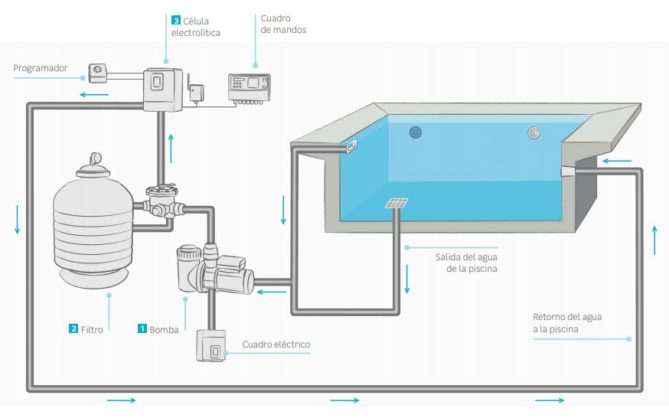 3 Célula
electrolítica
Cuadro
de mandos
Programador
Salida del agua
de la piscina
Retorno del agua
a la piscina
2 Filtro
1 Bomba
Cuadro eléctrico